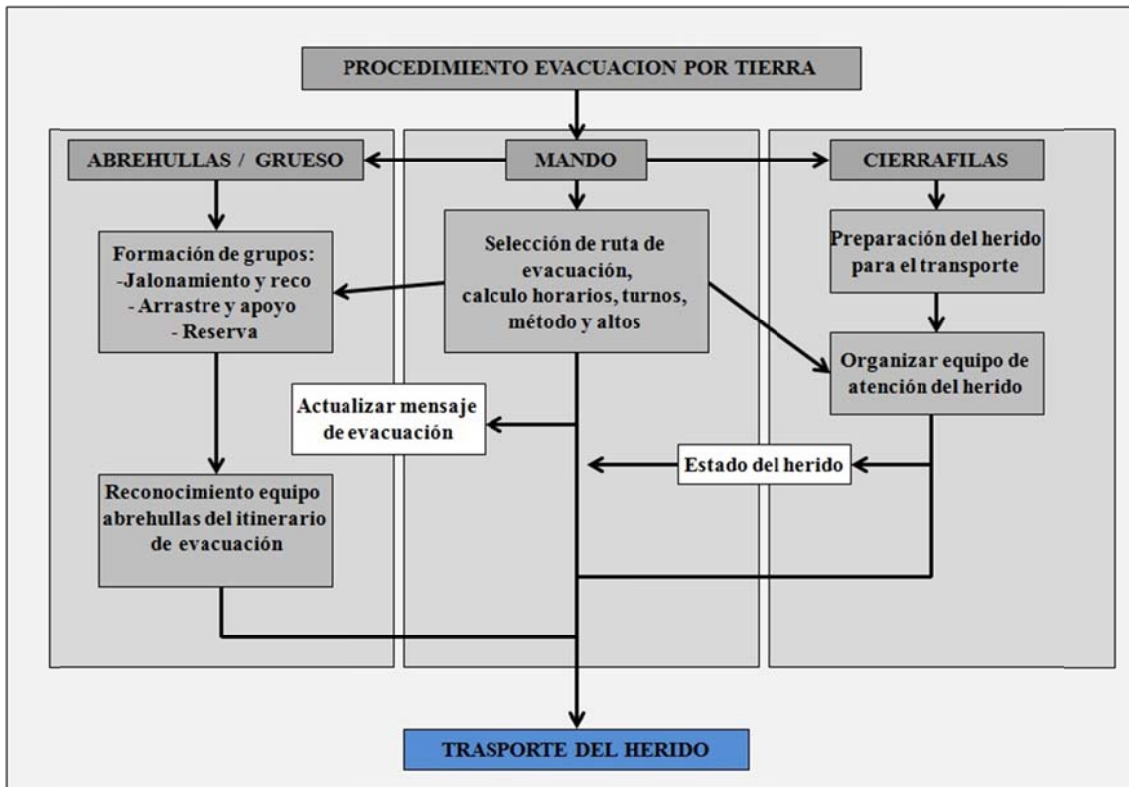 PROCEDIMIENTO EVACUACION POR TIERRA
ABREHULLAS / GRUESO
MANDO
CIERRAFILAS
Formación de grupos:
-Jalonamiento y reco
- Arrastre y apoyo
- Reserva
Selección de ruta de
evacuación,
calculo horarios, turnos,
método y altos
Preparación del herido
para el transporte
Organizar equipo de
atención del herido
Actualizar mensaje
de evacuación
Estado del herido
Reconocimiento equipo
abrehullas del itinerario
de evacuación
TRASPORTE DEL HERIDO